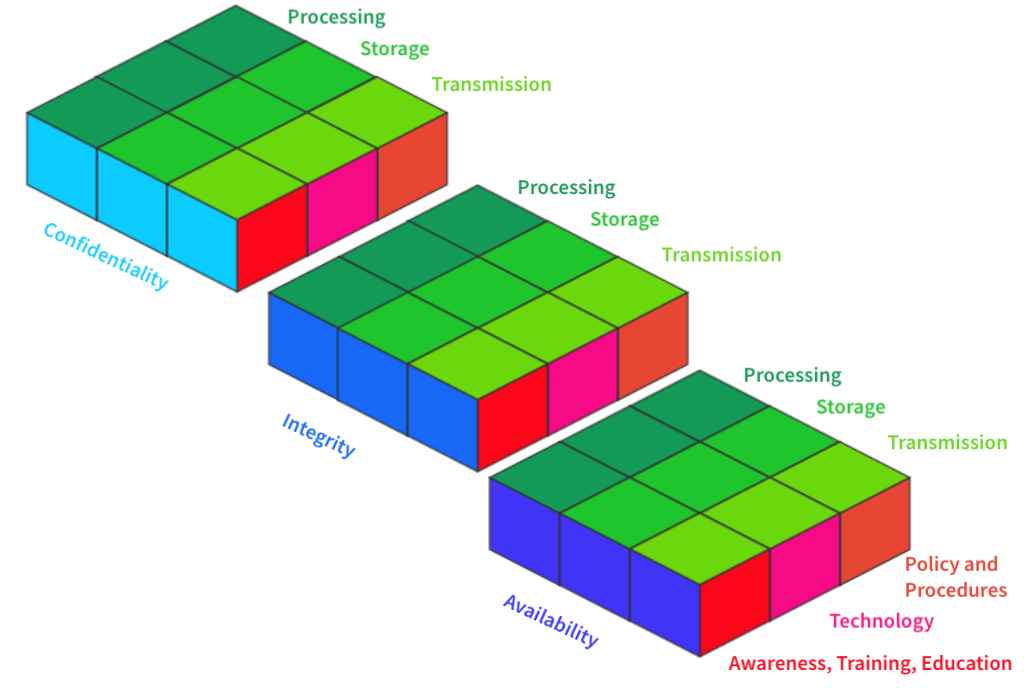 Processing
Storage
Transmission
Confidentiality
Processing
Storage
Transmission
Integrity
Processing
Storage
Transmission
Availability
Policy and
Procedures
Technology
Awareness, Training, Education